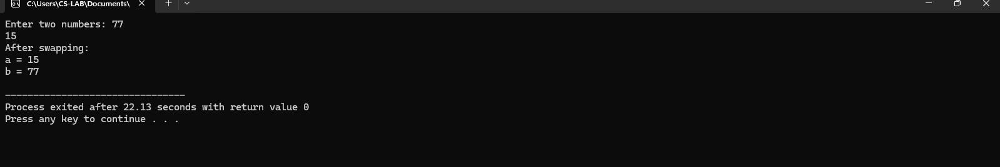 C:\Users\CS-LAB\Documents\
Enter two numbers: 77
15
After swapping:
a = 15
b = 77
--------------------------------
Process exited after 22.13 seconds with return value 0
Press any key to continue . . .